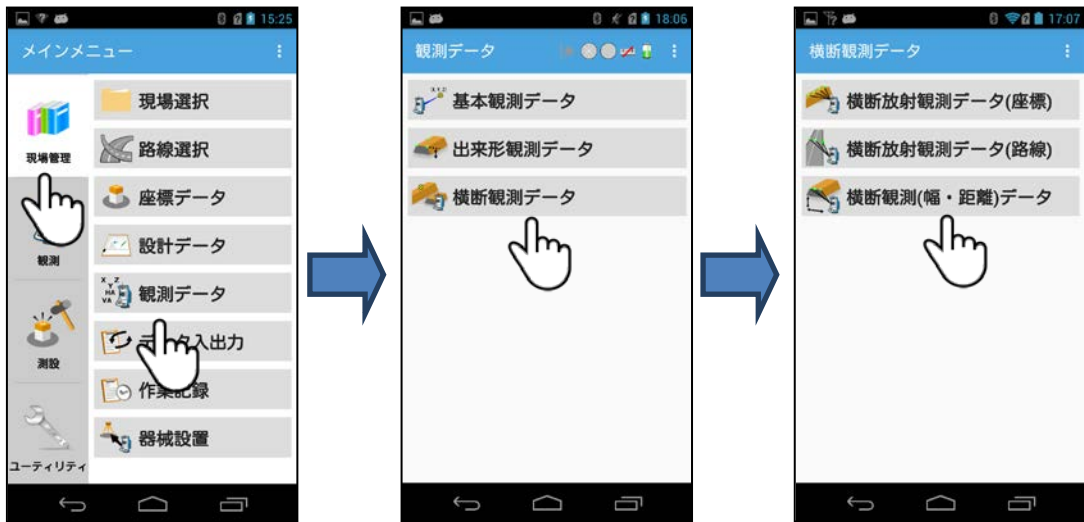 15:25
メインメニュー
現場管理
観測
測設
ユーティリティ
現場選択
路線選択
座標データ
設計データ
観測データ
データ入出力
作業記録
器械設置
18:06
観測データ
基本観測データ
出来形観測データ
横断観測データ
17:07
横断観測データ
横断放射観測データ(座標)
横断放射観測データ(路線)
横断観測(幅・距離)データ